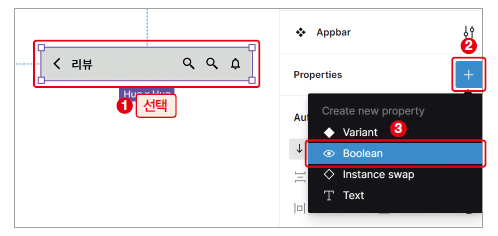 Appbar
2
리뷰
Properties
+
Hug x Hug
1 선택
Create new property
Variant
3
Boolean
Instance swap
Text